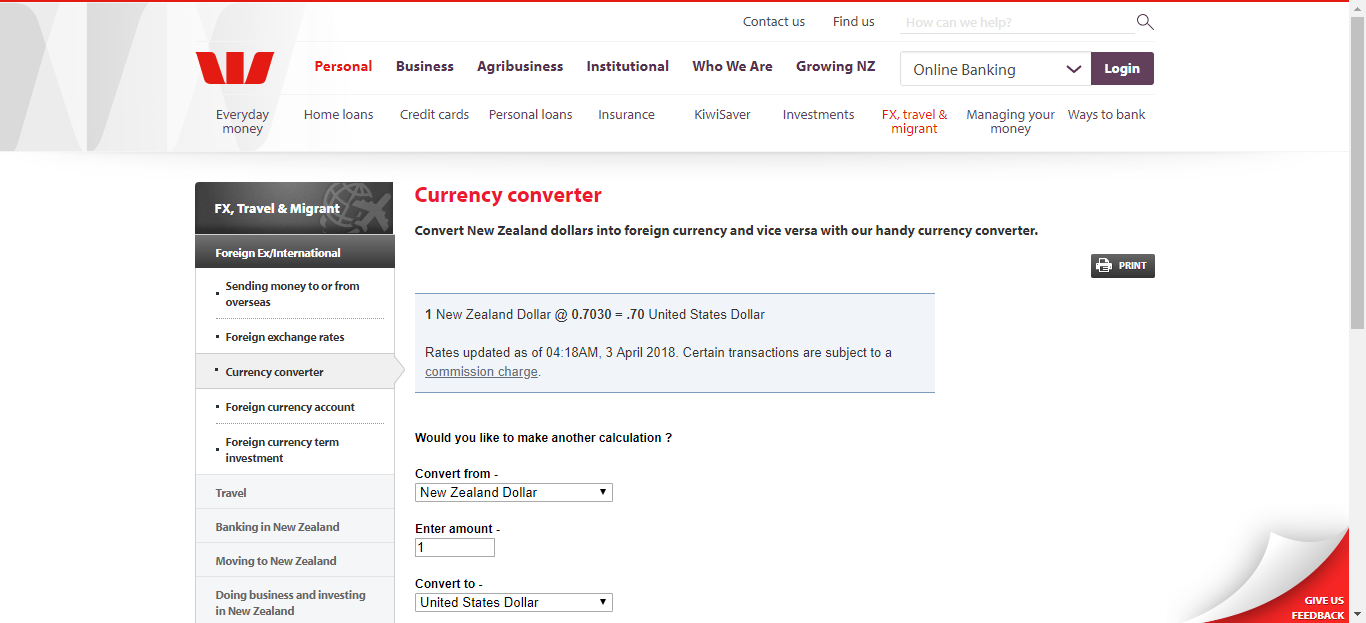 Contact us
Find us
How can we help?
Personal
Business
Agribusiness
Institutional
Who We Are
Growing NZ
Online Banking
Login
Everyday
money
Home loans
Credit cards
Personal loans
Insurance
KiwiSaver
Investments
FX, travel &
migrant
Managing your
money
Ways to bank
FX, Travel & Migrant
Foreign Ex/International
Sending money to or from
overseas
Foreign exchange rates
Currency converter
Foreign currency account
Foreign currency term
investment
Travel
Banking in New Zealand
Moving to New Zealand
Doing business and investing
in New Zealand
Currency converter
Convert New Zealand dollars into foreign currency and vice versa with our handy currency converter.
PRINT
1 New Zealand Dollar @ 0.7030 = .70 United States Dollar
Rates updated as of 04:18AM, 3 April 2018. Certain transactions are subject to a
commission charge.
Would you like to make another calculation ?
Convert from -
New Zealand Dollar
Enter amount -
1
Convert to -
United States Dollar
GIVE US
FEEDBACK